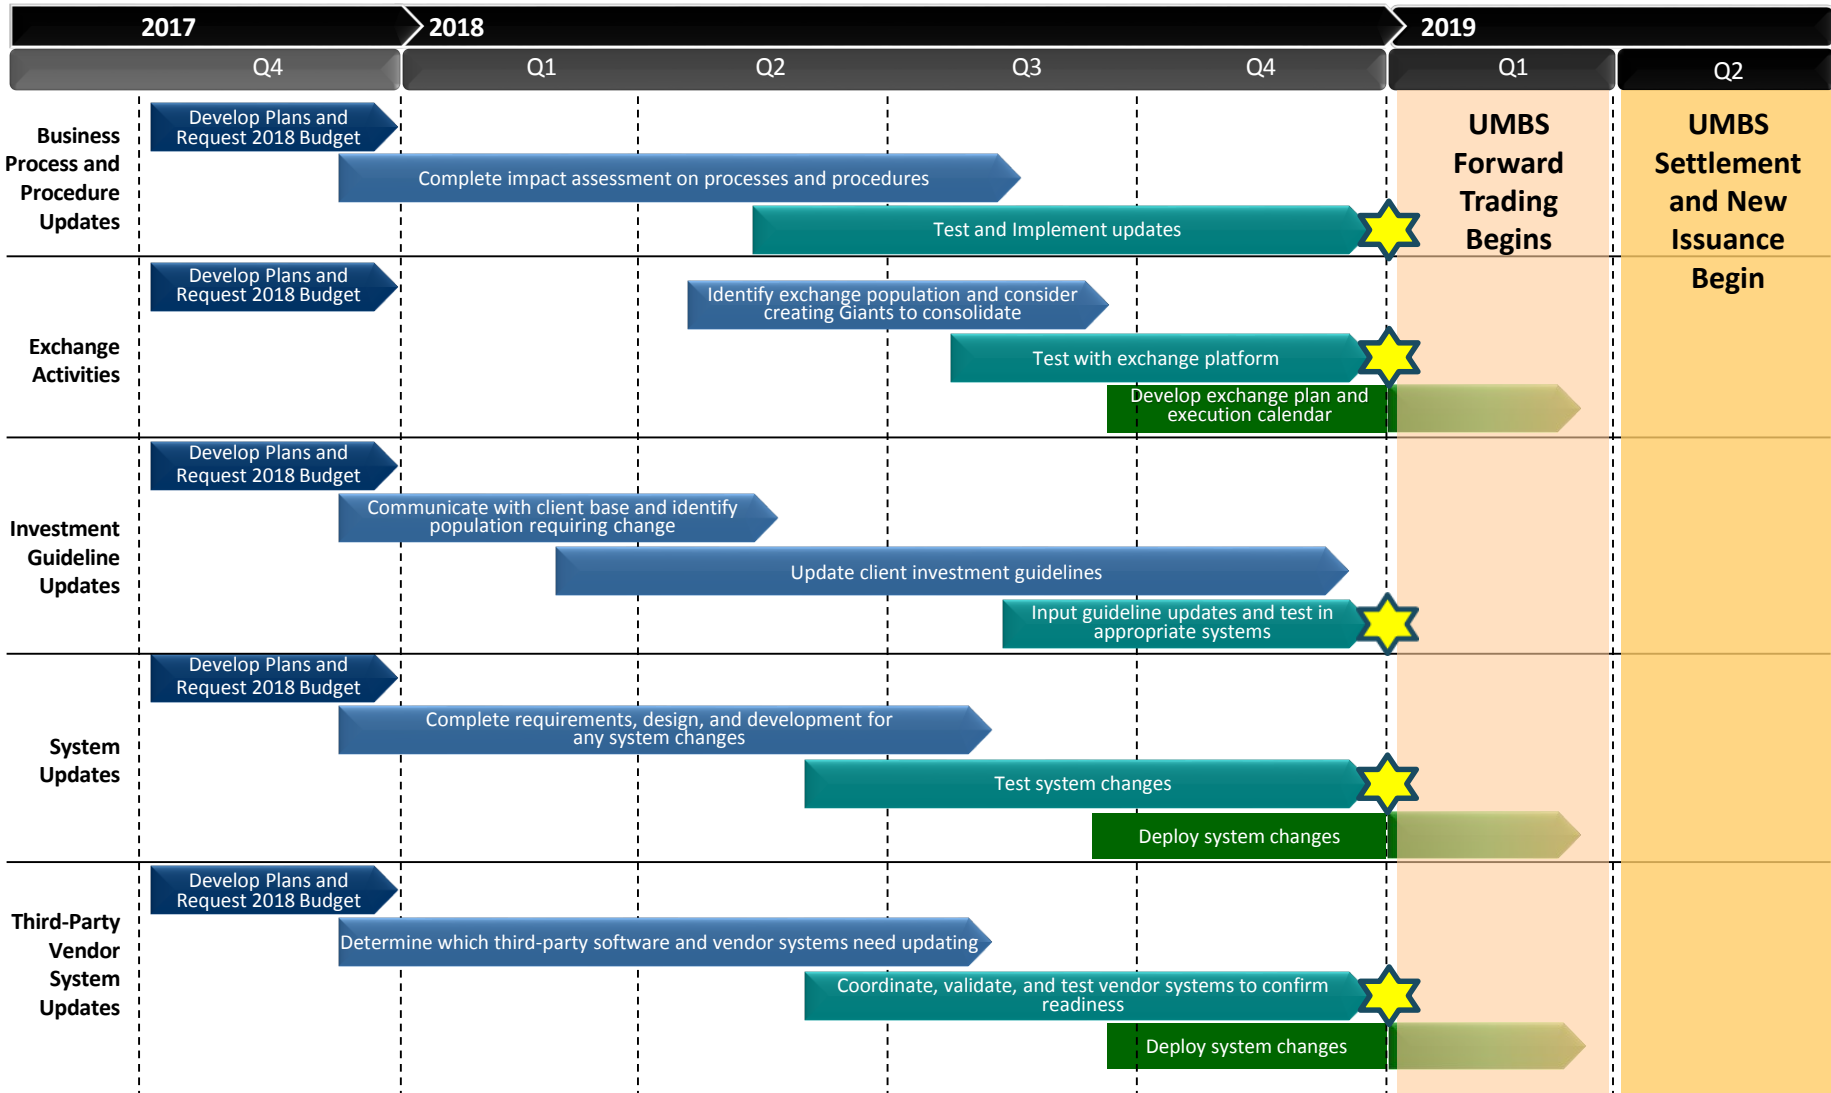 2017
2018
2019
Q4
Q1
Q2
Q3
Q4
Q1
Q2
UMBS
Forward
Trading
Begins
UMBS
Settlement
and New
Issuance
Begin
Business
Process and
Procedure
Updates
Develop Plans and
Request 2018 Budget
Complete impact assessment on processes and procedures
Test and Implement updates
Exchange
Activities
Develop Plans and
Request 2018 Budget
Identify exchange population and consider
creating Giants to consolidate
Test with exchange platform
Develop exchange plan and
execution calendar
Investment
Guideline
Updates
Develop Plans and
Request 2018 Budget
Communicate with client base and identify
population requiring change
Update client investment guidelines
Input guideline updates and test in
appropriate systems
System
Updates
Develop Plans and
Request 2018 Budget
Complete requirements, design, and development for
any system changes
Test system changes
Deploy system changes
Third-Party
Vendor
System
Updates
Develop Plans and
Request 2018 Budget
Determine which third-party software and vendor systems need updating
Coordinate, validate, and test vendor systems to confirm
readiness
Deploy system changes